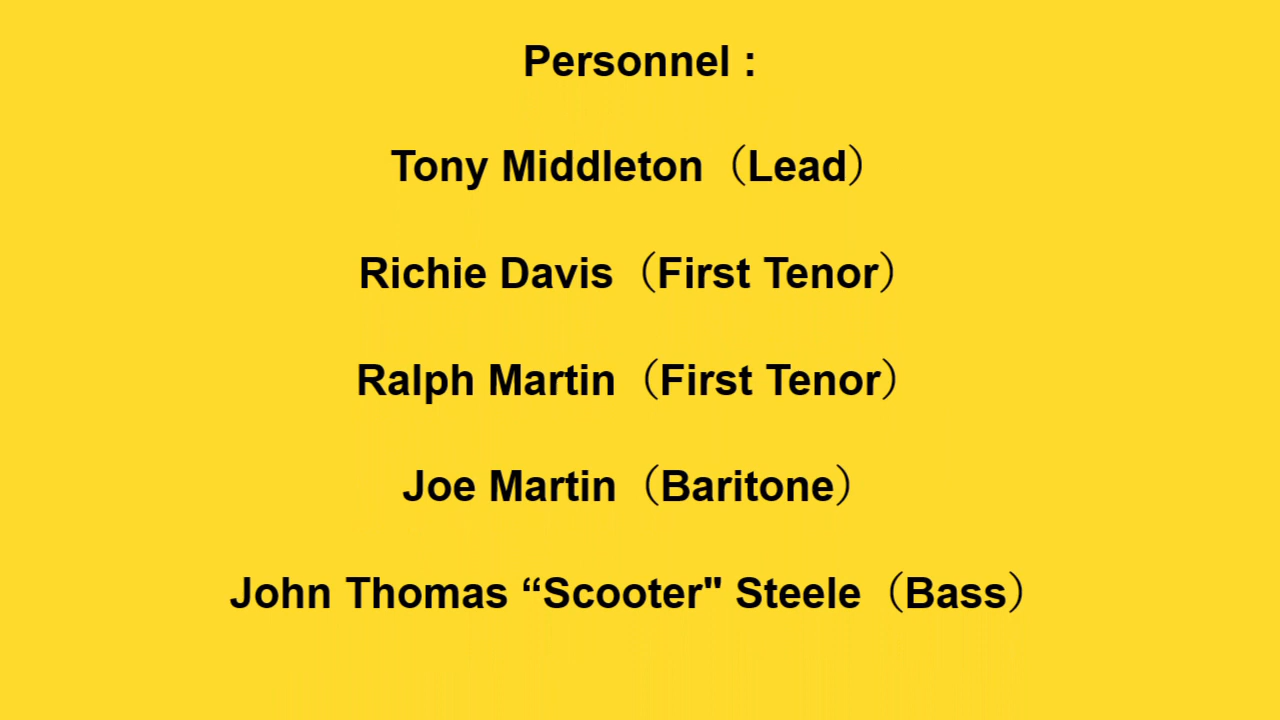 Personnel :
Tony Middleton（Lead）
Richie Davis（First Tenor）
Ralph Martin（First Tenor）
Joe Martin（Baritone）
John Thomas “Scooter" Steele（Bass）